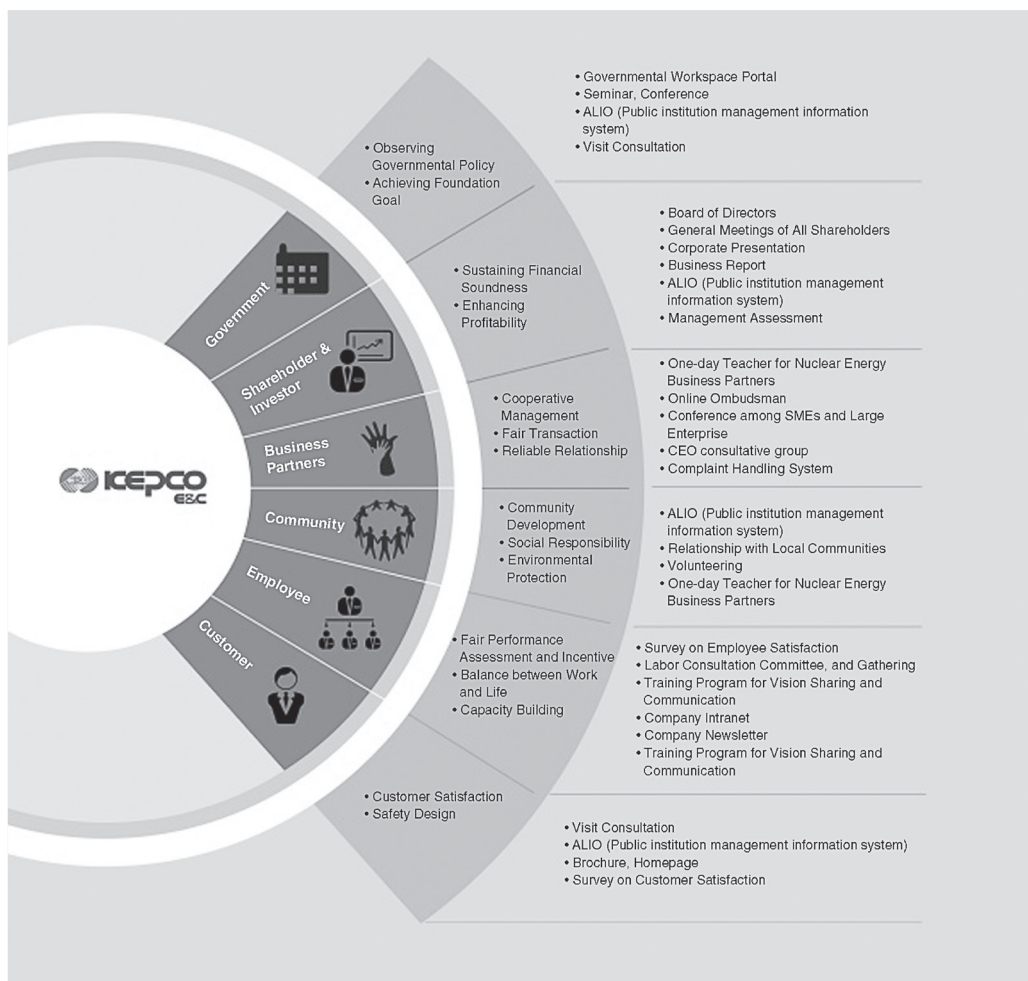 KEPCO
E&C
Government
• Observing
Governmental Policy
• Achieving Foundation
Goal
• Governmental Workspace Portal
• Seminar, Conference
• ALIO (Public institution management information
system)
• Visit Consultation
Shareholder &
Investor
• Sustaining Financial
Soundness
• Enhancing
Profitability
• Board of Directors
• General Meetings of All Shareholders
• Corporate Presentation
• Business Report
• ALIO (Public institution management
information system)
• Management Assessment
Business
Partners
• Cooperative
Management
• Fair Transaction
• Reliable Relationship
• One-day Teacher for Nuclear Energy
Business Partners
• Online Ombudsman
• Conference among SMEs and Large
Enterprise
• CEO consultative group
• Complaint Handling System
Community
• Community
Development
• Social Responsibility
• Environmental
Protection
• ALIO (Public institution management
information system)
• Relationship with Local Communities
• Volunteering
• One-day Teacher for Nuclear Energy
Business Partners
Employee
• Fair Performance
Assessment and Incentive
• Balance between Work
and Life
• Capacity Building
• Survey on Employee Satisfaction
• Labor Consultation Committee, and Gathering
• Training Program for Vision Sharing and
Communication
• Company Intranet
• Company Newsletter
• Training Program for Vision Sharing and
Communication
Customer
• Customer Satisfaction
• Safety Design
• Visit Consultation
• ALIO (Public institution management information system)
• Brochure, Homepage
• Survey on Customer Satisfaction